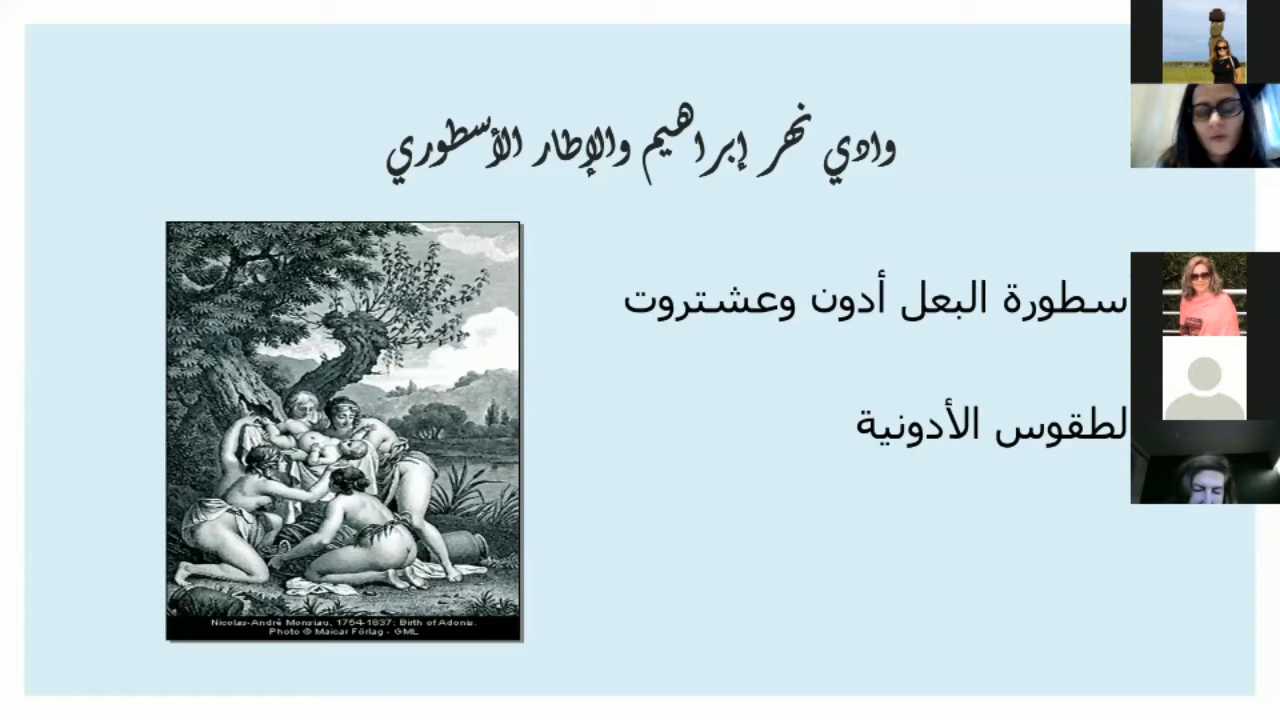 وادي نهر إبراهيم والإطار الأسطوري
سطورة البعل أدون وعشتروت
لطقوس الأدونية
Nicolas-André Monsiau, 1754-1837: Birth of Adonis.
Photo © Maicar Förlag - GML